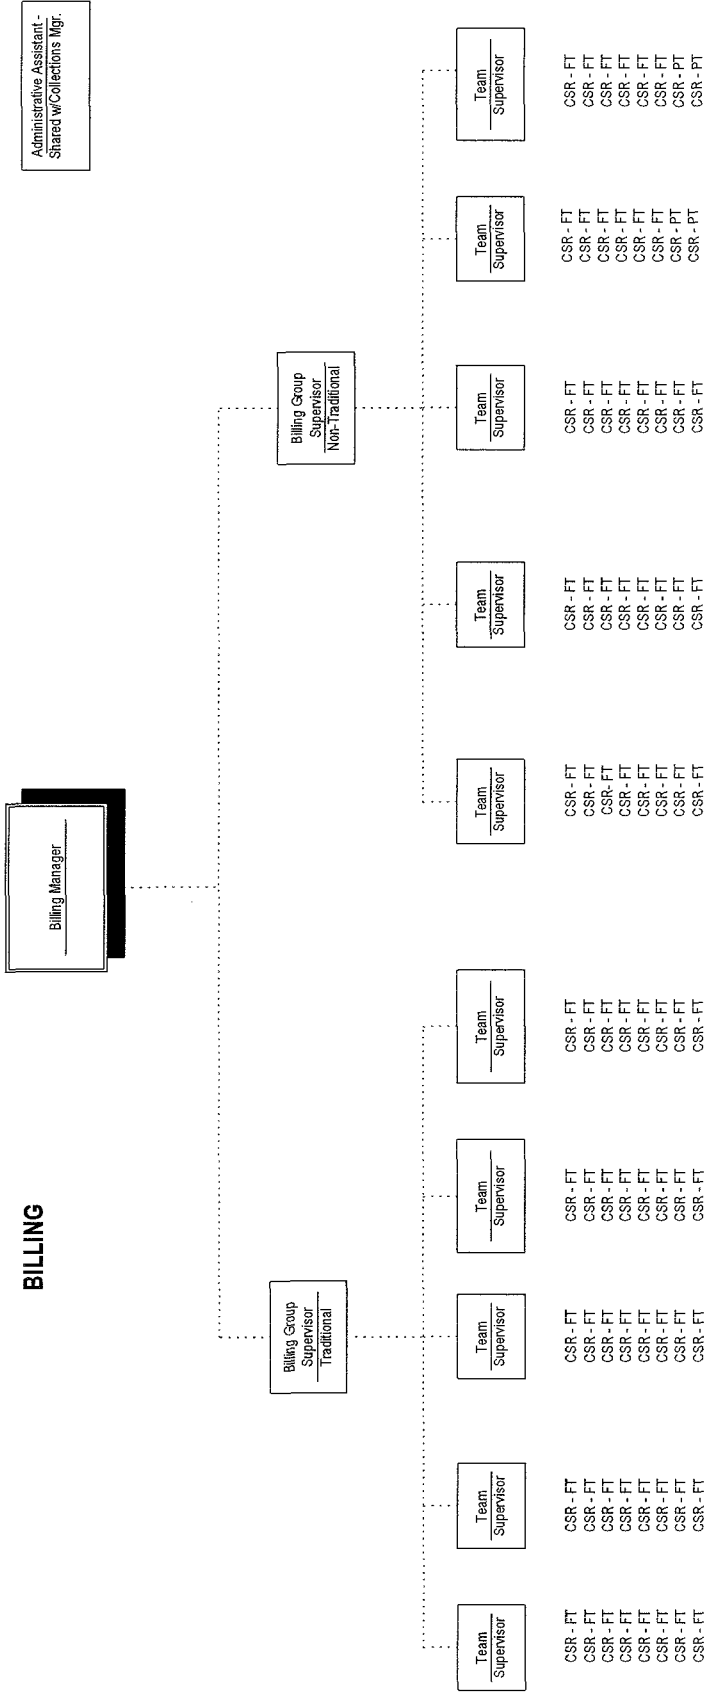 BILLING
Billing Manager
Administrative Assistant -
Shared w/Collections Mgr.
Billing Group
Supervisor
Traditional
Billing Group
Supervisor
Non-Traditional
Team
Supervisor
CSR - FT
CSR - FT
CSR - FT
CSR - FT
CSR - FT
CSR - FT
CSR - FT
CSR - FT
Team
Supervisor
CSR - FT
CSR - FT
CSR - FT
CSR - FT
CSR - FT
CSR - FT
CSR - FT
CSR - FT
Team
Supervisor
CSR - FT
CSR - FT
CSR - FT
CSR - FT
CSR - FT
CSR - FT
CSR - FT
CSR - FT
Team
Supervisor
CSR - FT
CSR - FT
CSR - FT
CSR - FT
CSR - FT
CSR - FT
CSR - FT
CSR - FT
Team
Supervisor
CSR - FT
CSR - FT
CSR - FT
CSR - FT
CSR - FT
CSR - FT
CSR - FT
CSR - FT
Team
Supervisor
CSR - FT
CSR - FT
CSR- FT
CSR - FT
CSR - FT
CSR - FT
CSR - FT
CSR - FT
Team
Supervisor
CSR - FT
CSR - FT
CSR - FT
CSR - FT
CSR - FT
CSR - FT
CSR - FT
CSR - FT
Team
Supervisor
CSR - FT
CSR - FT
CSR - FT
CSR - FT
CSR - FT
CSR - FT
CSR - FT
CSR - FT
Team
Supervisor
CSR - FT
CSR - FT
CSR - FT
CSR - FT
CSR - FT
CSR - FT
CSR - PT
CSR - PT
Team
Supervisor
CSR - FT
CSR - FT
CSR - FT
CSR - FT
CSR - FT
CSR - FT
CSR - PT
CSR - PT